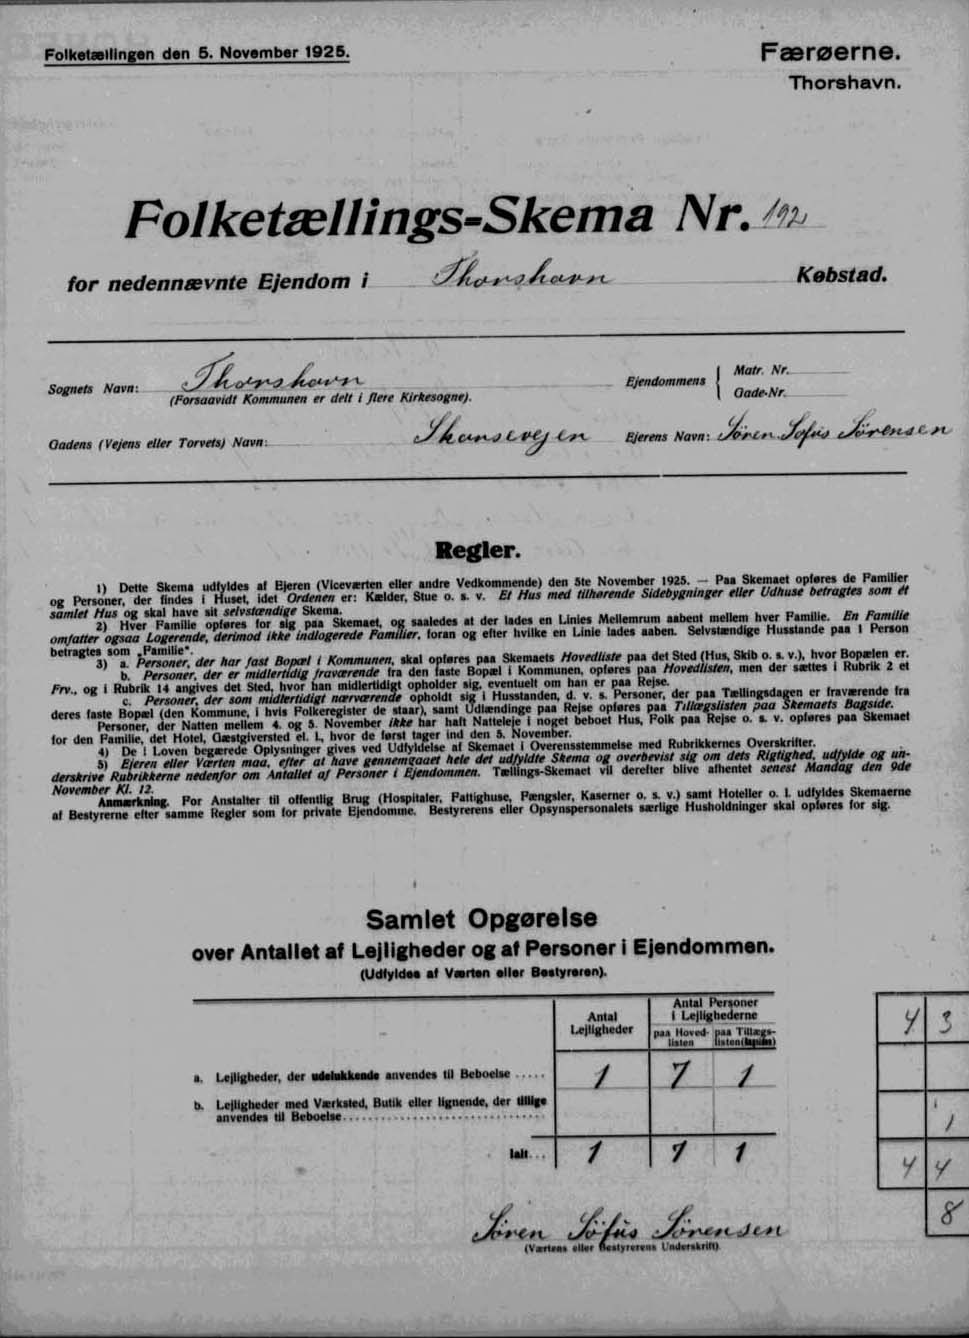 Folketællingen den 5. November 1925.
Færøerne.
Thorshavn.
Folketællings-Skema Nr. 192
for nedennævnte Ejendom i Thorshavn Købstad.
Sognets Navn: Thorshavn
(Forsaavidt Kommunen er delt i flere Kirkesogne).
Ejendommens
Matr. Nr.
Gade-Nr.
Gadens (Vejens eller Torvets) Navn: Skansevejen Ejerens Navn: Søren Sofus Sørensen
Regler.
1) Dette Skema udfyldes af Ejeren (Viceværten eller andre Vedkommende) den 5te November 1925. — Paa Skemaet opføres de Familier
og Personer, der findes i Huset, idet Ordenen er: Kælder, Stue o. s. v. Et Hus med tilhørende Sidebygninger eller Udhuse betragtes som ét
samlet Hus og skal have sit selvstændige Skema.
2) Hver Familie opføres for sig paa Skemaet, og saaledes at der lades en Linies Mellemrum aabent mellem hver Familie. En Familie
omfatter ogsaa Logerende, derimod ikke indlogerede Familier, foran og efter hvilke en Linie lades aaben. Selvstændige Husstande paa 1 Person
betragtes som „Familie“.
3) a. Personer, der har fast Bopæl i Kommunen, skal opføres paa Skemaets Hovedliste paa det Sted (Hus, Skib o. s. v.), hvor Bopælen er.
b. Personer, der er midlertidig fraværende fra den faste Bopæl i Kommunen, opføres paa Hovedlisten, men der sættes i Rubrik 2 et
Frv., og i Rubrik 14 angives det Sted, hvor han midlertidigt opholder sig, eventuelt om han er paa Rejse.
c. Personer, der som midlertidigt nærværende opholdt sig i Husstanden, d. v. s. Personer, der paa Tællingsdagen er fraværende fra
deres faste Bopæl (den Kommune, i hvis Folkeregister de staar), samt Udlændinge paa Rejse opføres paa Tillægslisten paa Skemaets Bagside.
Personer, der Natten mellem 4. og 5. November ikke har haft Natteleje i noget beboet Hus, Folk paa Rejse o. s. v. opføres paa Skemaet
for den Familie, det Hotel, Gæstgiversted el. l., hvor de først tager ind den 5. November.
4) De i Loven begærede Oplysninger gives ved Udfyldelse af Skemaet i Overensstemmelse med Rubrikkernes Overskrifter.
5) Ejeren eller Værten maa, efter at have gennemgaaet hele det udfyldte Skema og overbevist sig om dets Rigtighed, udfylde og un-
derskrive Rubrikkerne nedenfor om Antallet af Personer i Ejendommen. Tællings-Skemaet vil derefter blive afhentet senest Mandag den 9de
November Kl. 12.
Anmærkning. For Anstalter til offentlig Brug (Hospitaler, Fattighuse, Fængsler, Kaserner o. s. v.) samt Hoteller o. l. udfyldes Skemaerne
af Bestyrerne efter samme Regler som for private Ejendomme. Bestyrerens eller Opsynspersonalets særlige Husholdninger skal opføres for sig.
Samlet Opgørelse
over Antallet af Lejligheder og af Personer i Ejendommen.
(Udfyldes af Værten eller Bestyreren).
Antal
Lejligheder
Antal Personer
i Lejlighederne
paa Hoved-
listen
paa Tillægs-
listen (bagsiden)
4 3
a. Lejligheder, der udelukkende anvendes til Beboelse ..... 1 7 1
b. Lejligheder med Værksted, Butik eller lignende, der tillige
anvendes til Beboelse
1
Ialt... 1 7 1
4 4
8
Søren Sofus Sørensen
(Værtens eller Bestyrerens Underskrift)